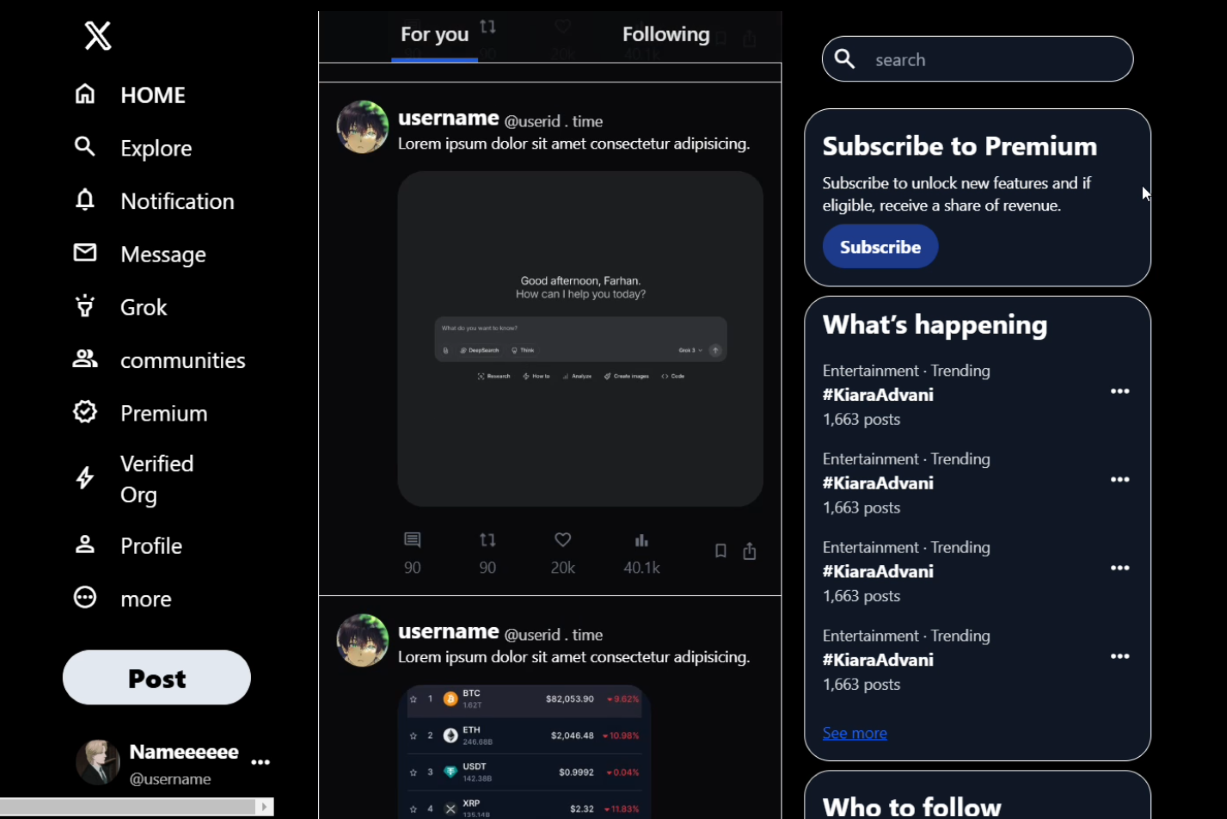 HOME
Explore
Notification
Message
Grok
communities
Premium
Verified
Org
Profile
more
Post
Nameeeeee
@username
For you
Following
username @userid . time
Lorem ipsum dolor sit amet consectetur adipisicing.
Good afternoon, Farhan.
How can I help you today?
What do you want to know?
DeepSearch Think Grok 3
Research How to Analyze Create images Code
90 90 20k 40.1k
username @userid . time
Lorem ipsum dolor sit amet consectetur adipisicing.
1 BTC $82,053.90 9.62%
1.62T
2 ETH $2,046.48 10.98%
246.68B
3 USDT $0.9992 0.04%
142.38B
4 XRP $2.32 11.83%
135.14B
search
Subscribe to Premium
Subscribe to unlock new features and if
eligible, receive a share of revenue.
Subscribe
What's happening
Entertainment · Trending
#KiaraAdvani
1,663 posts
Entertainment · Trending
#KiaraAdvani
1,663 posts
Entertainment · Trending
#KiaraAdvani
1,663 posts
Entertainment · Trending
#KiaraAdvani
1,663 posts
See more
Who to follow